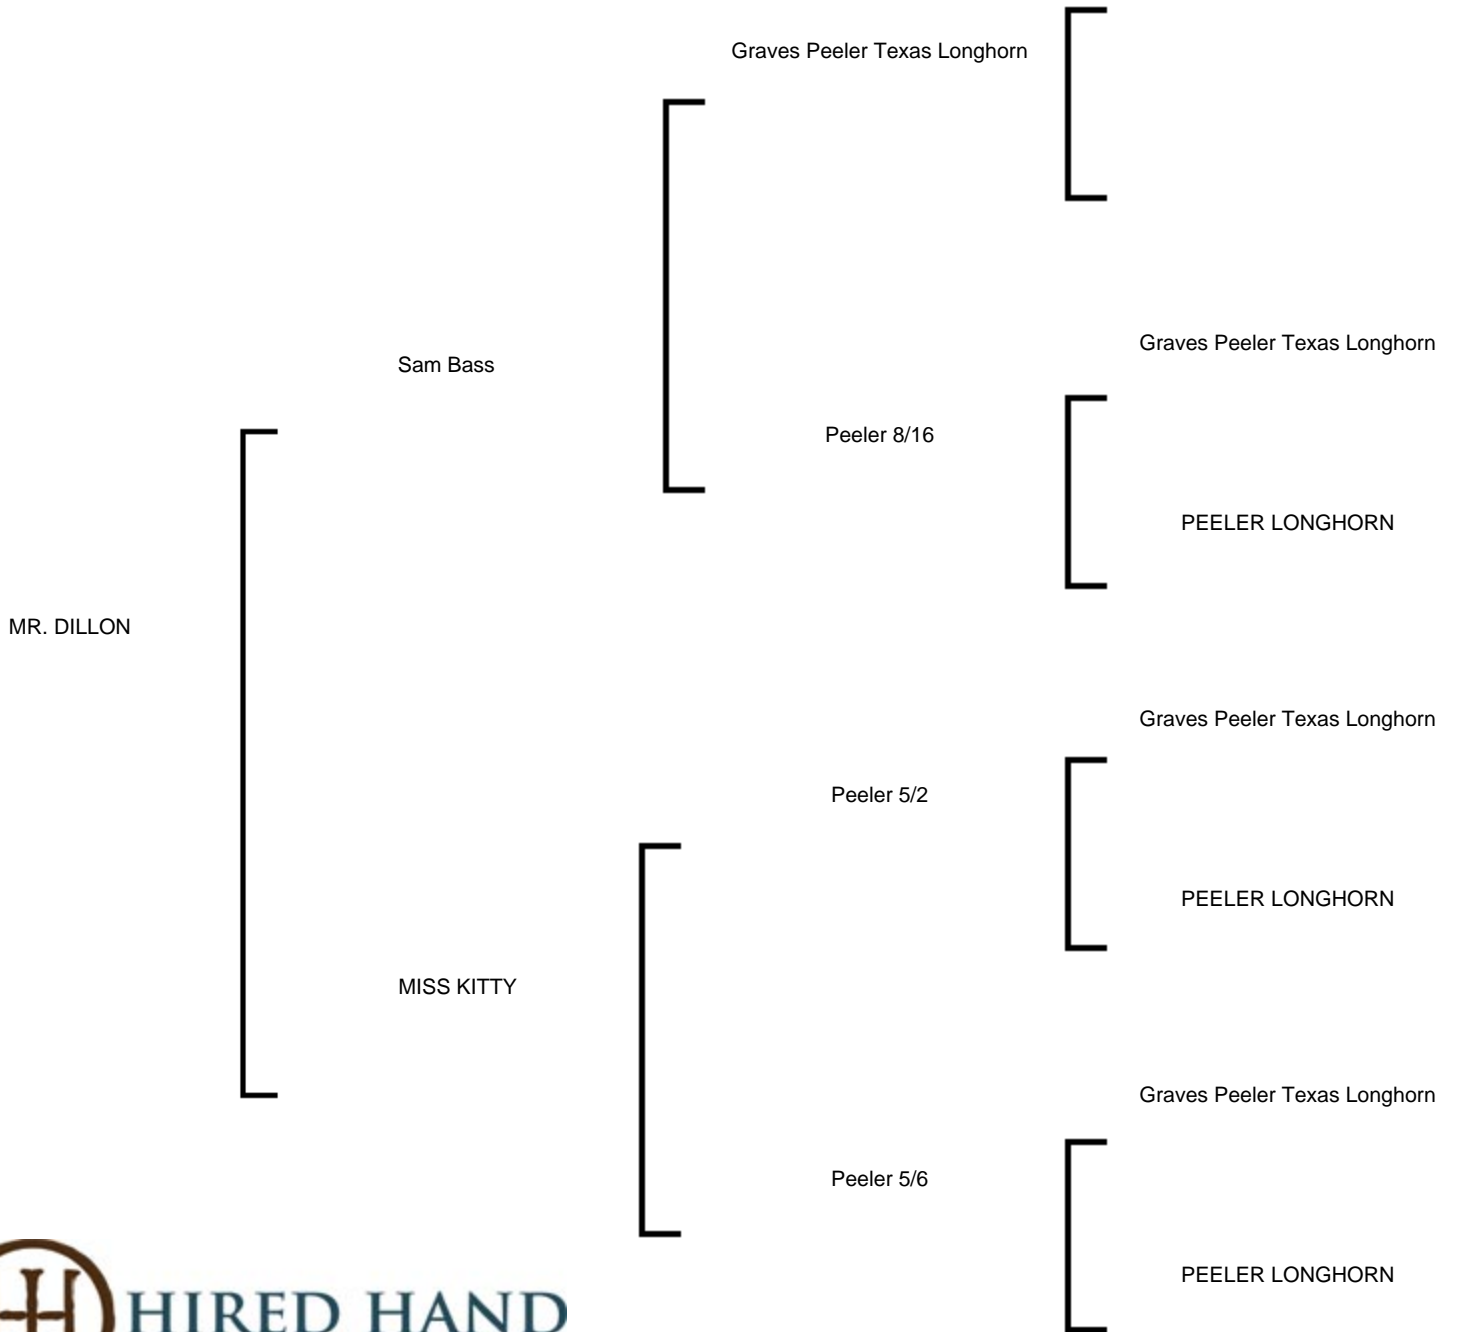 Graves Peeler Texas Longhorn
Graves Peeler Texas Longhorn
Sam Bass
Peeler 8/16
PEELER LONGHORN
MR. DILLON
Graves Peeler Texas Longhorn
Peeler 5/2
PEELER LONGHORN
MISS KITTY
Graves Peeler Texas Longhorn
Peeler 5/6
PEELER LONGHORN
H HIRED HAND